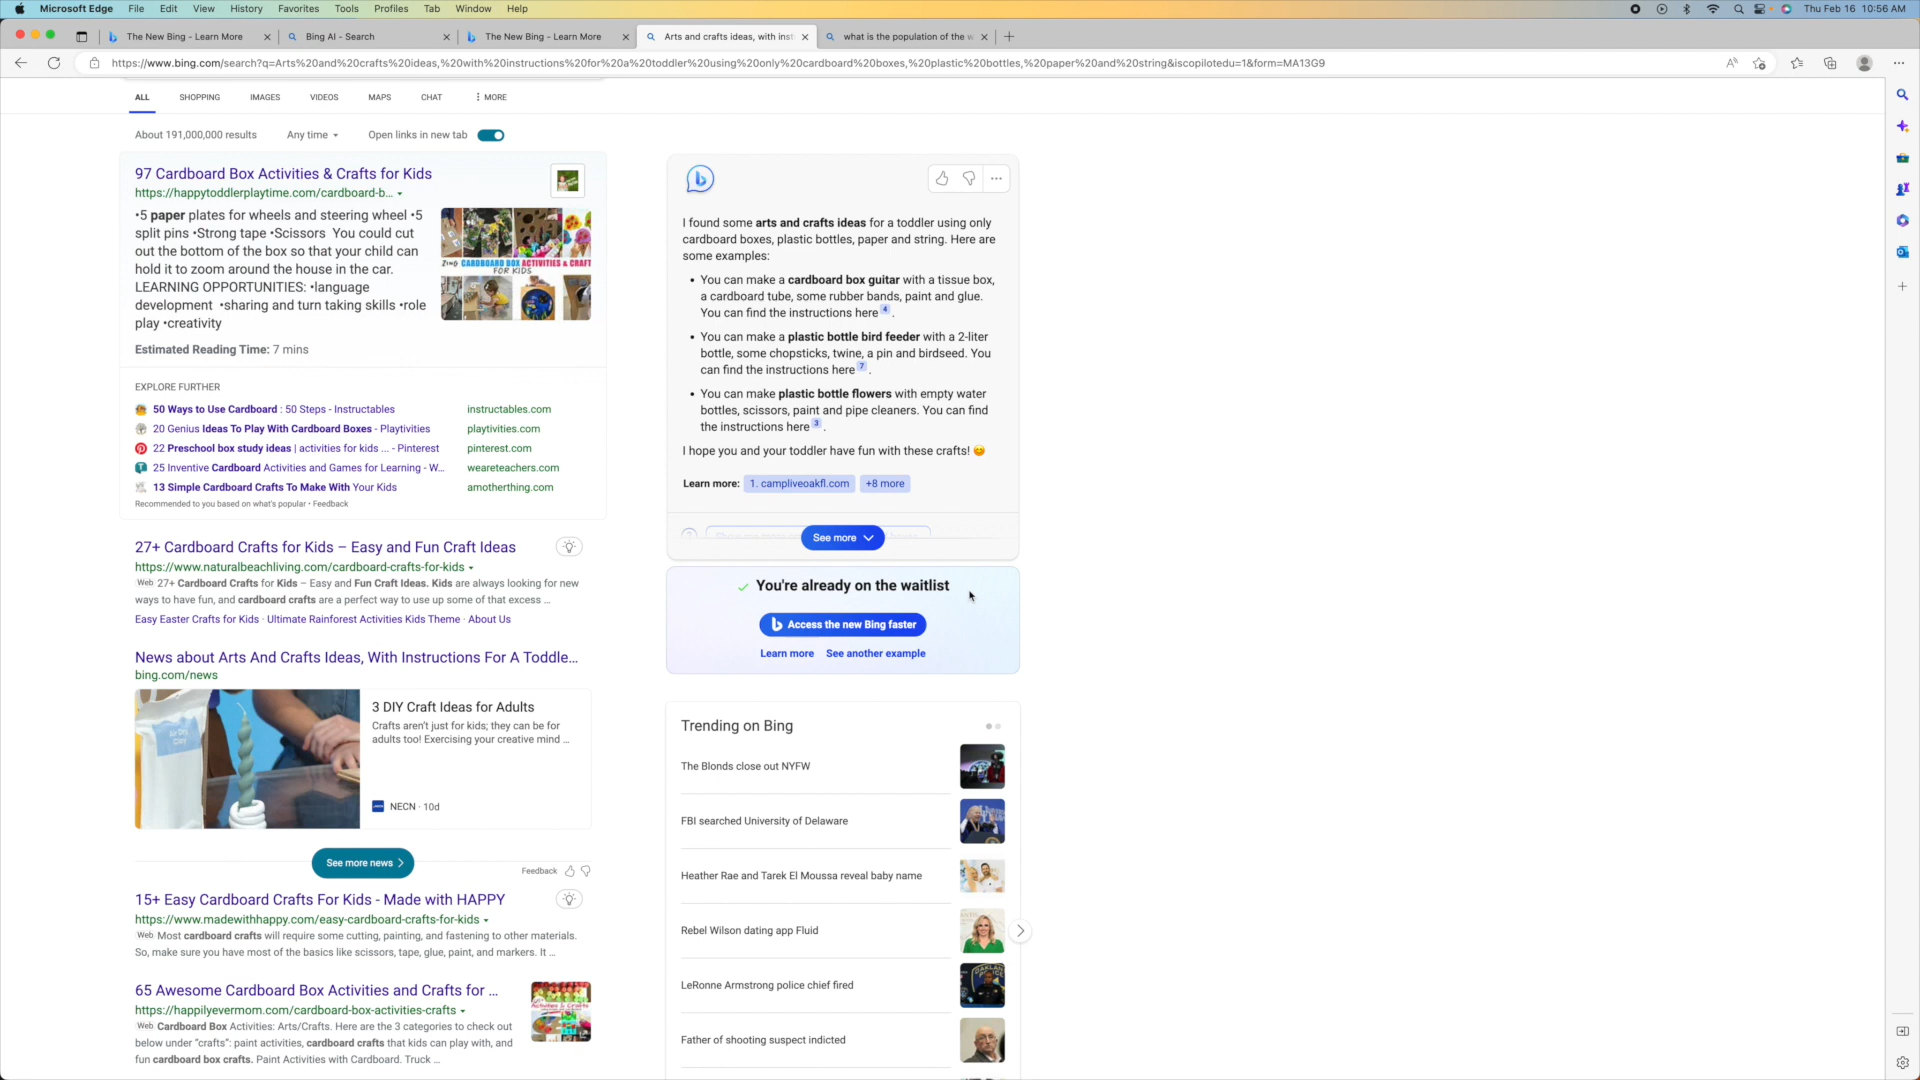 Microsoft Edge File Edit View History Favorites Tools Profiles Tab Window Help
Thu Feb 16 10:56 AM
The New Bing - Learn More
Bing AI - Search
The New Bing - Learn More
Arts and crafts ideas, with inst
what is the population of the w
https://www.bing.com/search?q=Arts%20and%20crafts%20ideas,%20with%20instructions%20for%20a%20toddler%20using%20only%20cardboard%20boxes,%20plastic%20bottles,%20paper%20and%20string&iscopilotedu=1&form=MA13G9
ALL SHOPPING IMAGES VIDEOS MAPS CHAT MORE
About 191,000,000 results Any time Open links in new tab
97 Cardboard Box Activities & Crafts for Kids
https://happytoddlerplaytime.com/cardboard-b...
•5 paper plates for wheels and steering wheel •5
split pins •Strong tape •Scissors You could cut
out the bottom of the box so that your child can
hold it to zoom around the house in the car.
LEARNING OPPORTUNITIES: •language
development •sharing and turn taking skills •role
play •creativity
CARDBOARD BOX ACTIVITIES & CRAFT
FOR KIDS
Estimated Reading Time: 7 mins
EXPLORE FURTHER
50 Ways to Use Cardboard : 50 Steps - Instructables instructables.com
20 Genius Ideas To Play With Cardboard Boxes - Playtivities playtivities.com
22 Preschool box study ideas | activities for kids ... - Pinterest pinterest.com
25 Inventive Cardboard Activities and Games for Learning - W... weareteachers.com
13 Simple Cardboard Crafts To Make With Your Kids amotherthing.com
Recommended to you based on what's popular • Feedback
27+ Cardboard Crafts for Kids – Easy and Fun Craft Ideas
https://www.naturalbeachliving.com/cardboard-crafts-for-kids
Web 27+ Cardboard Crafts for Kids – Easy and Fun Craft Ideas. Kids are always looking for new
ways to have fun, and cardboard crafts are a perfect way to use up some of that excess ...
Easy Easter Crafts for Kids · Ultimate Rainforest Activities Kids Theme · About Us
News about Arts And Crafts Ideas, With Instructions For A Toddle...
bing.com/news
3 DIY Craft Ideas for Adults
Crafts aren't just for kids; they can be for
adults too! Exercising your creative mind ...
NECN · 10d
See more news
Feedback
15+ Easy Cardboard Crafts For Kids - Made with HAPPY
https://www.madewithhappy.com/easy-cardboard-crafts-for-kids
Web Most cardboard crafts will require some cutting, painting, and fastening to other materials.
So, make sure you have most of the basics like scissors, tape, glue, paint, and markers. It ...
65 Awesome Cardboard Box Activities and Crafts for ...
https://happilyevermom.com/cardboard-box-activities-crafts
Web Cardboard Box Activities: Arts/Crafts. Here are the 3 categories to check out
below under "crafts": paint activities, cardboard crafts that kids can play with, and
fun cardboard box crafts. Paint Activities with Cardboard. Truck ...
I found some arts and crafts ideas for a toddler using only
cardboard boxes, plastic bottles, paper and string. Here are
some examples:
• You can make a cardboard box guitar with a tissue box,
a cardboard tube, some rubber bands, paint and glue.
You can find the instructions here 4 .
• You can make a plastic bottle bird feeder with a 2-liter
bottle, some chopsticks, twine, a pin and birdseed. You
can find the instructions here 7 .
• You can make plastic bottle flowers with empty water
bottles, scissors, paint and pipe cleaners. You can find
the instructions here 3 .
I hope you and your toddler have fun with these crafts! 😊
Learn more: 1. campliveoakfl.com +8 more
See more
You're already on the waitlist
Access the new Bing faster
Learn more See another example
Trending on Bing
The Blonds close out NYFW
FBI searched University of Delaware
Heather Rae and Tarek El Moussa reveal baby name
Rebel Wilson dating app Fluid
LeRonne Armstrong police chief fired
Father of shooting suspect indicted